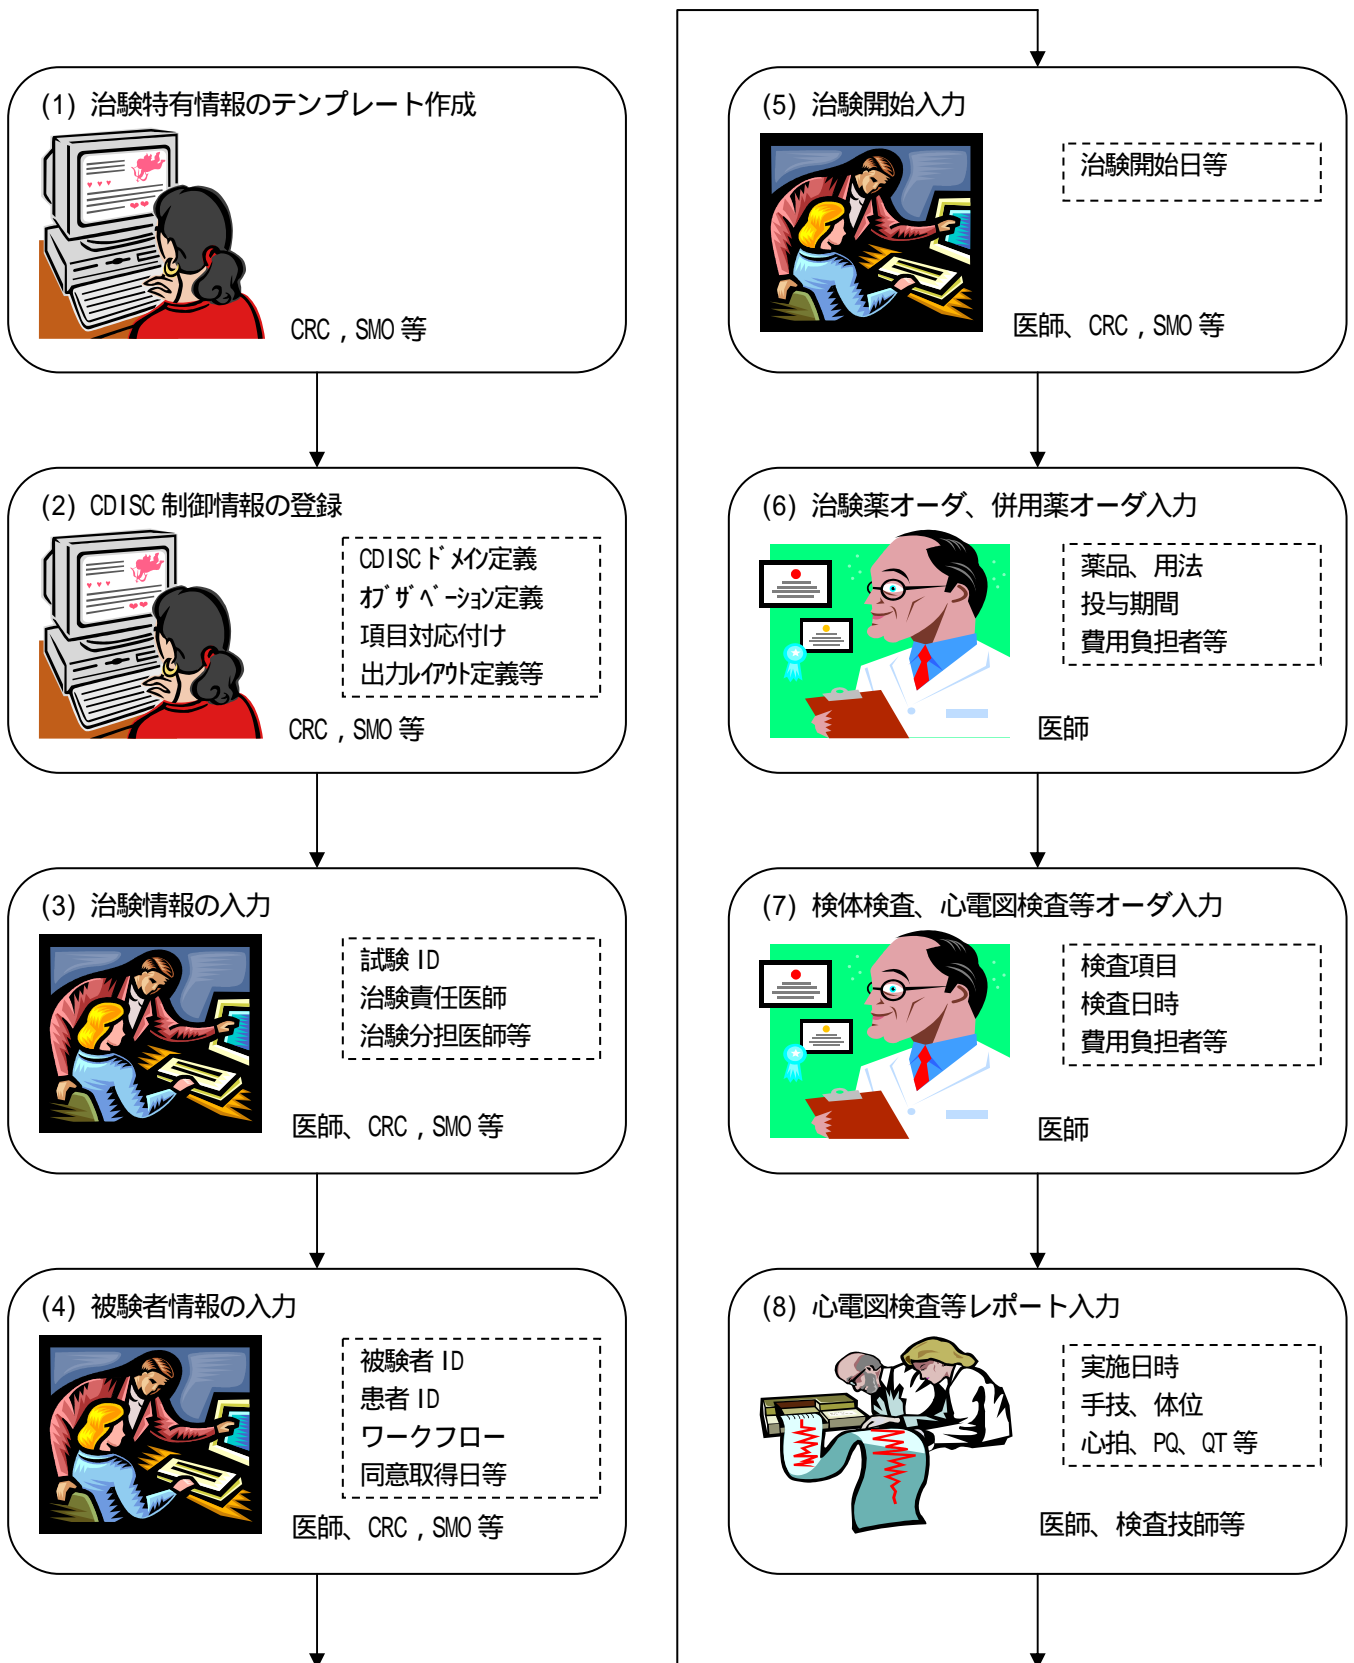 (1) 治験特有情報のテンプレート作成
CRC , SMO 等
(2) CDISC 制御情報の登録
CDISCﾄﾞﾒｲﾝ定義
ｵﾌﾞｻﾞﾍﾞｰｼｮﾝ定義
項目対応付け
出力ﾚｲｱｳﾄ定義等
CRC , SMO 等
(3) 治験情報の入力
試験 ID
治験責任医師
治験分担医師等
医師、CRC , SMO 等
(4) 被験者情報の入力
被験者 ID
患者 ID
ワークフロー
同意取得日等
医師、CRC , SMO 等
(5) 治験開始入力
治験開始日等
医師、CRC , SMO 等
(6) 治験薬オーダ、併用薬オーダ入力
薬品、用法
投与期間
費用負担者等
医師
(7) 検体検査、心電図検査等オーダ入力
検査項目
検査日時
費用負担者等
医師
(8) 心電図検査等レポート入力
実施日時
手技、体位
心拍、PQ、QT 等
医師、検査技師等